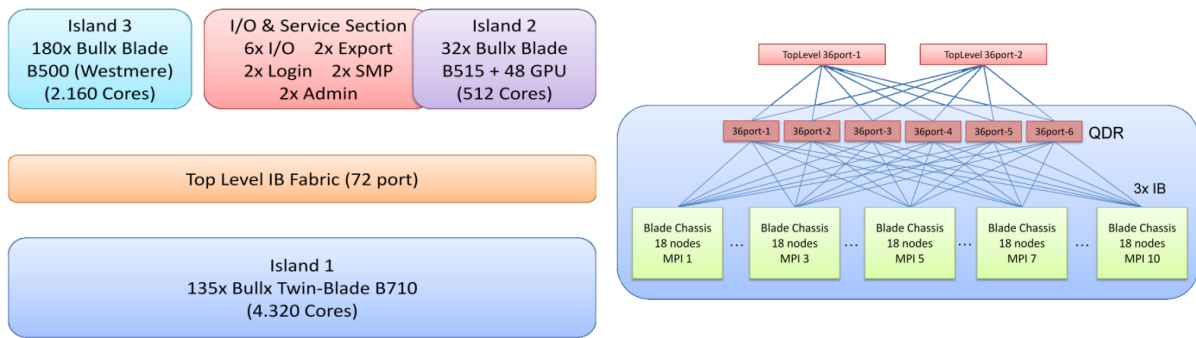 Island 3
180x Bullx Blade
B500 (Westmere)
(2.160 Cores)
I/O & Service Section
6x I/O 2x Export
2x Login 2x SMP
2x Admin
Island 2
32x Bullx Blade
B515 + 48 GPU
(512 Cores)
Top Level IB Fabric (72 port)
Island 1
135x Bullx Twin-Blade B710
(4.320 Cores)
TopLevel 36port-1
TopLevel 36port-2
36port-1
36port-2
36port-3
36port-4
36port-5
36port-6
QDR
3x IB
Blade Chassis
18 nodes
MPI 1
...
Blade Chassis
18 nodes
MPI 3
...
Blade Chassis
18 nodes
MPI 5
...
Blade Chassis
18 nodes
MPI 7
...
Blade Chassis
18 nodes
MPI 10